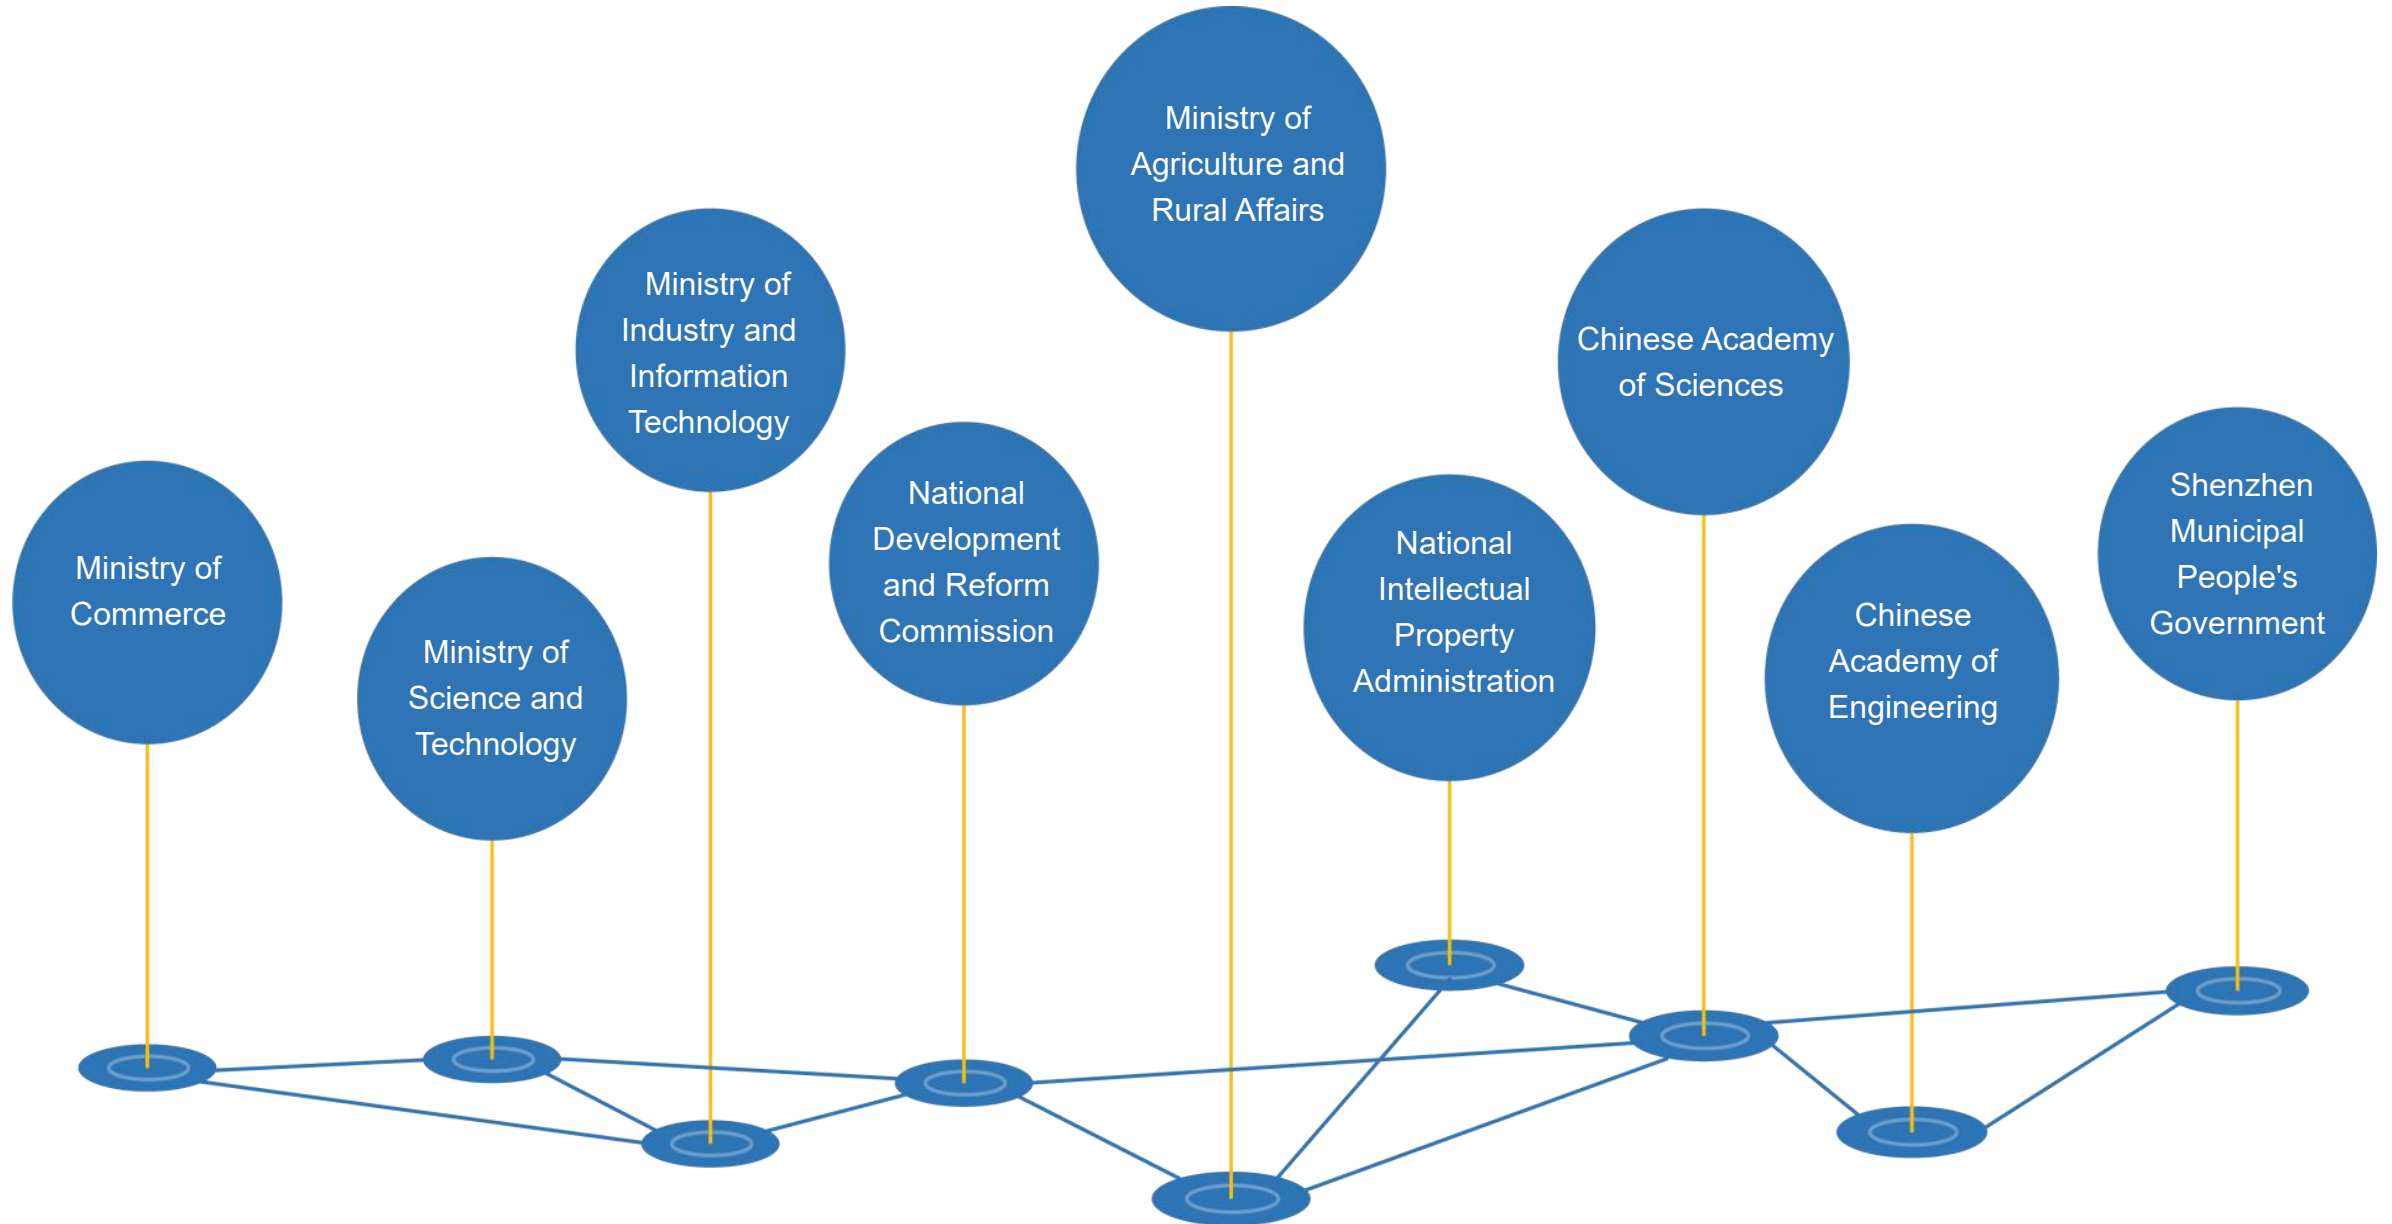 Ministry of
Commerce
Ministry of
Science and
Technology
Ministry of
Industry and
Information
Technology
National
Development
and Reform
Commission
Ministry of
Agriculture and
Rural Affairs
National
Intellectual
Property
Administration
Chinese Academy
of Sciences
Chinese
Academy of
Engineering
Shenzhen
Municipal
People's
Government